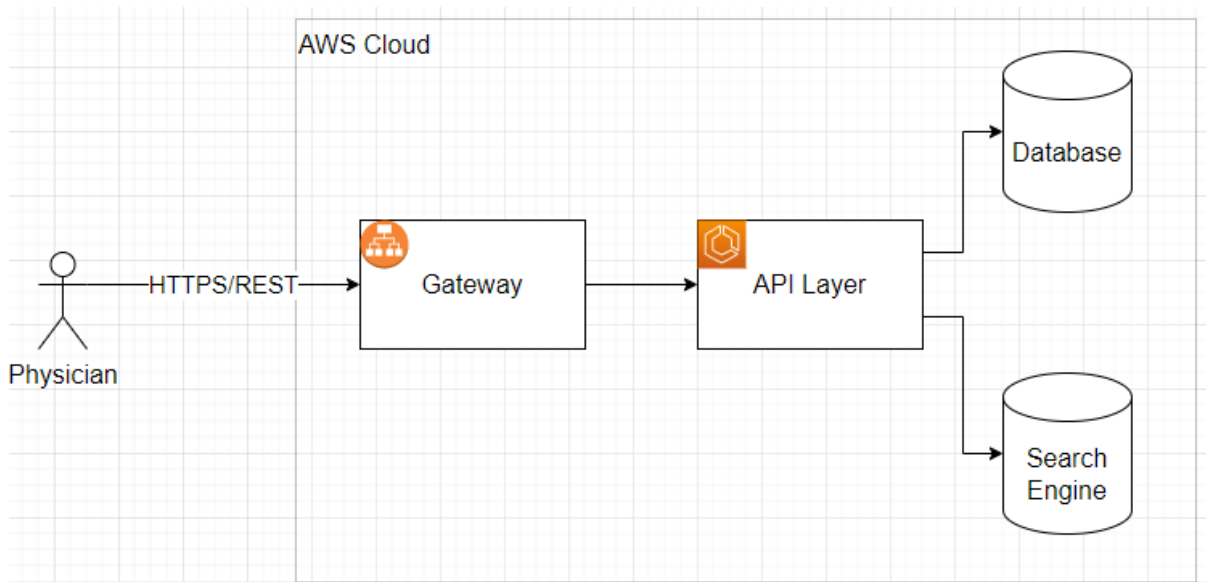 AWS Cloud
Database
HTTPS/REST
Gateway
API Layer
Physician
Search
Engine